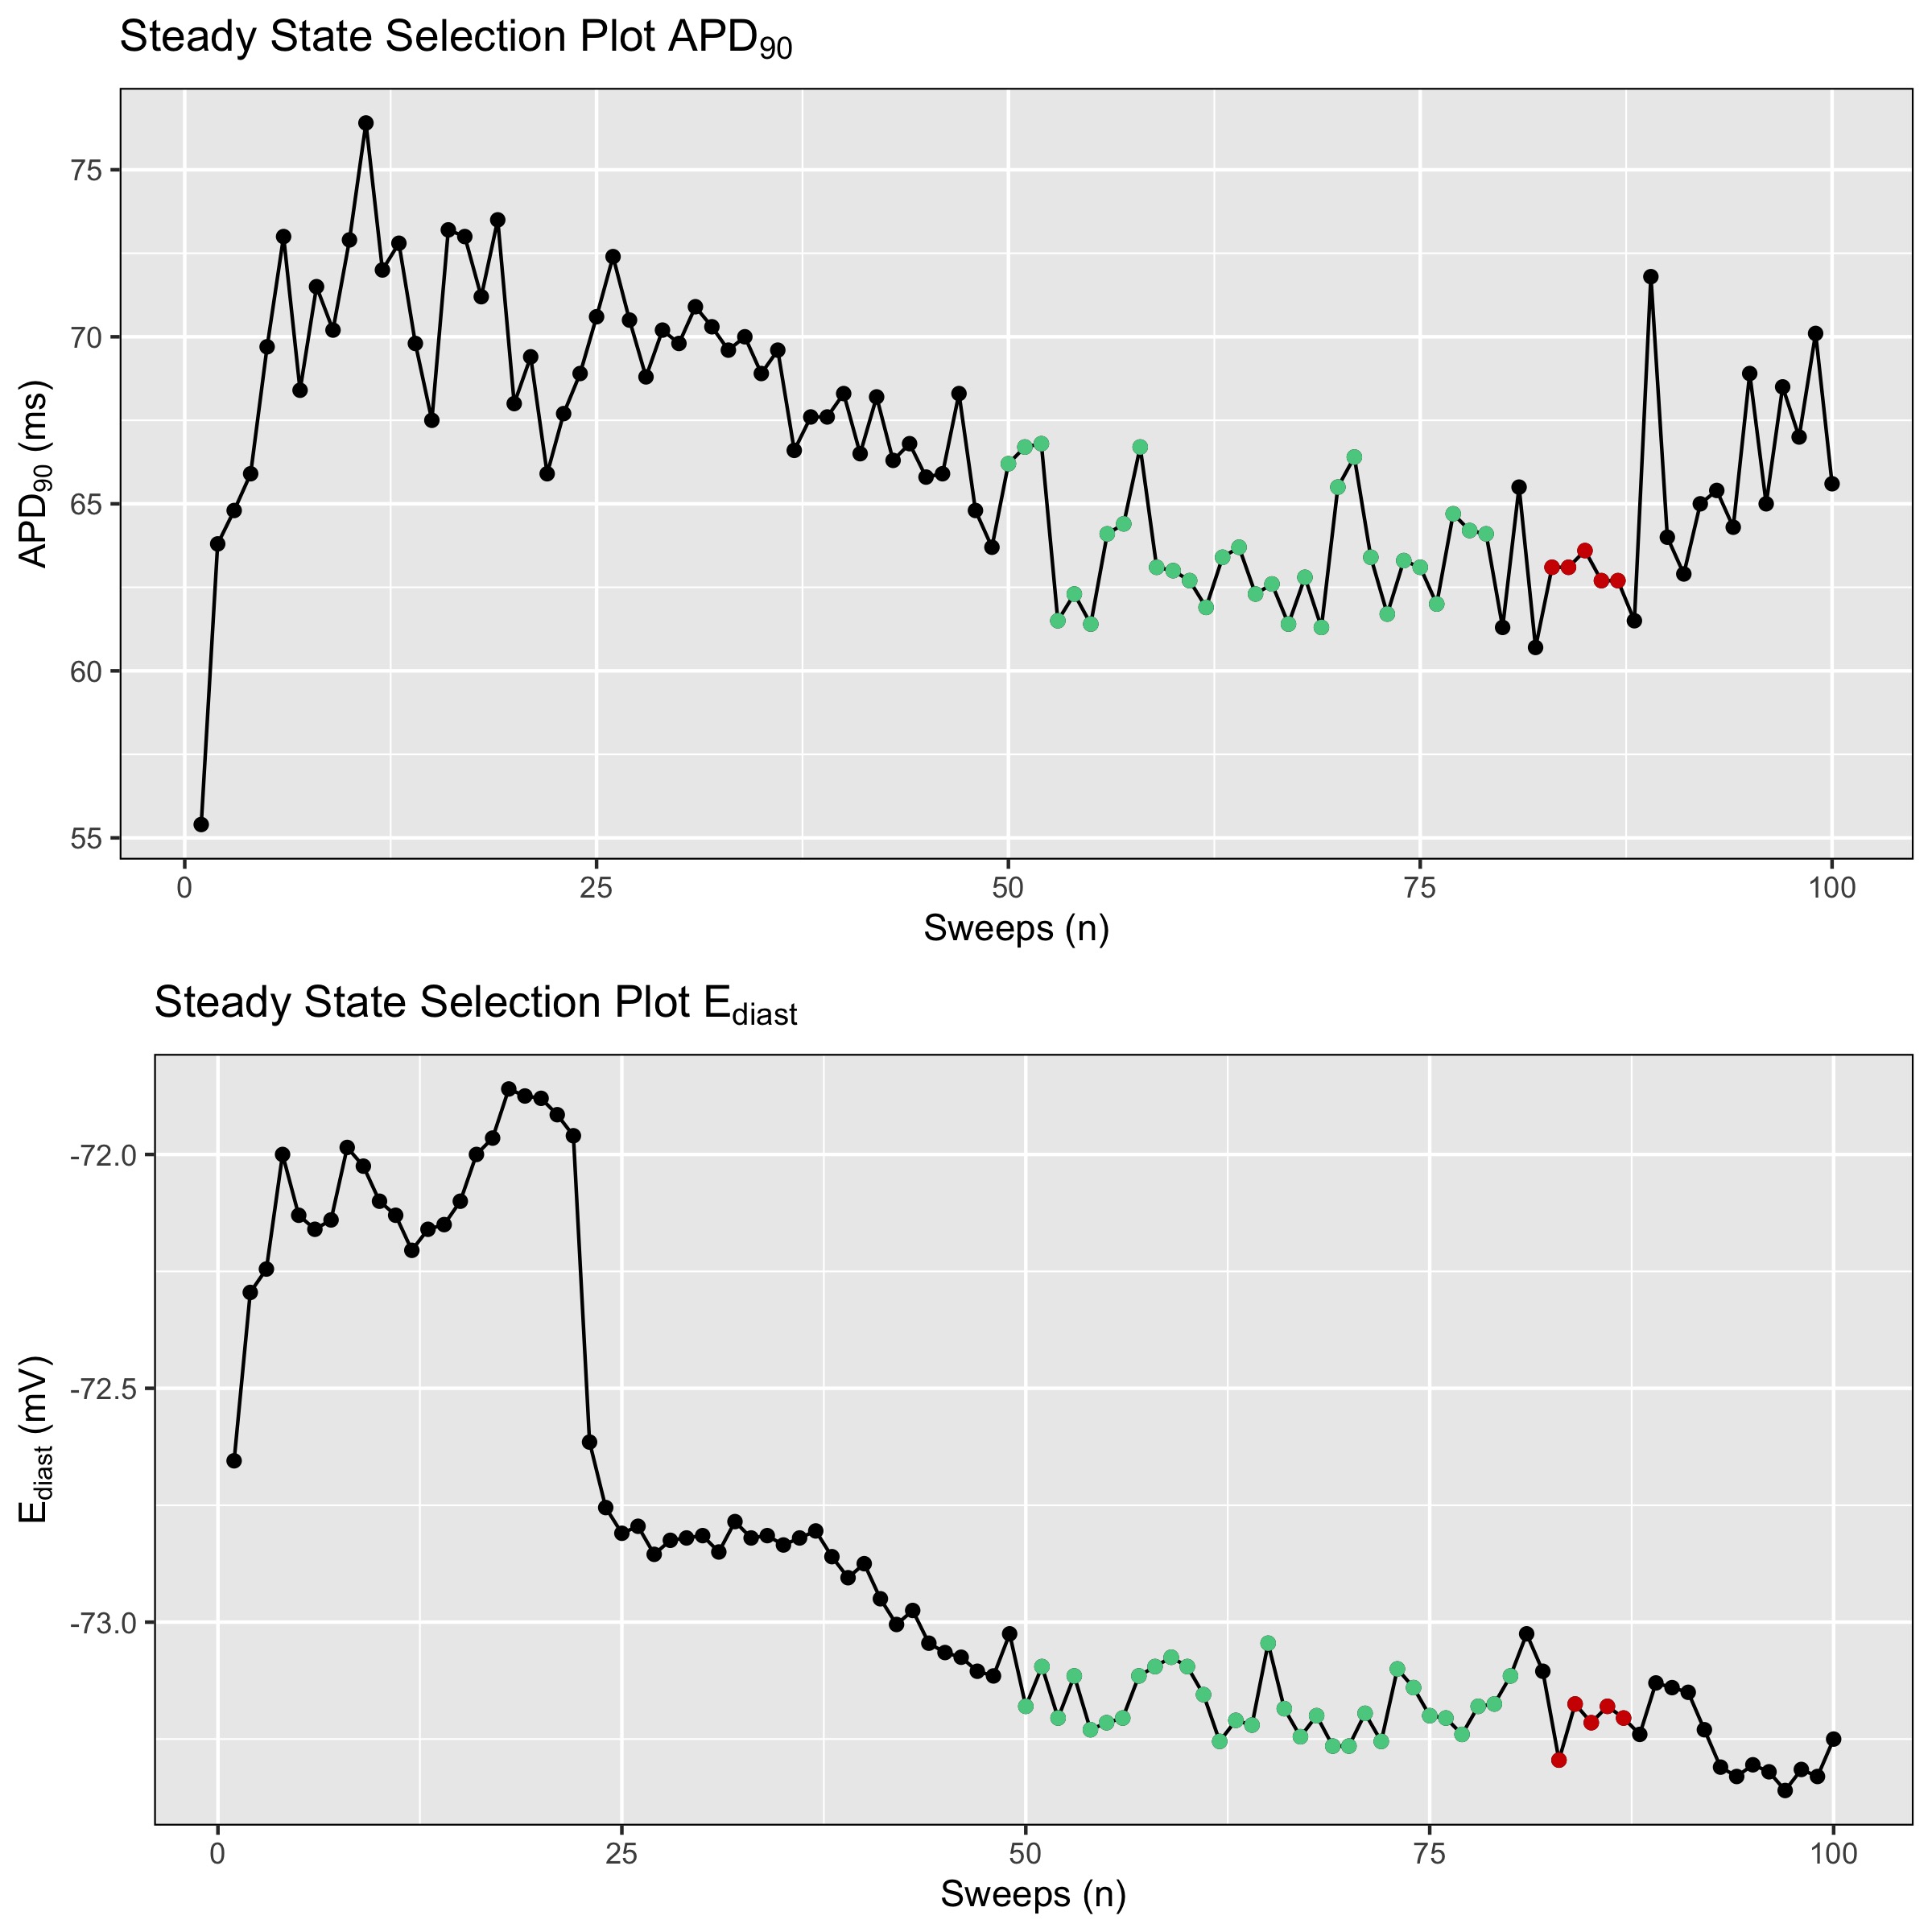 Steady State Selection Plot APD90
APD90 (ms)
75
70
65
60
55
0 25 50 75 100
Sweeps (n)
Steady State Selection Plot Ediast
Ediast (mV)
-72.0
-72.5
-73.0
0 25 50 75 100
Sweeps (n)